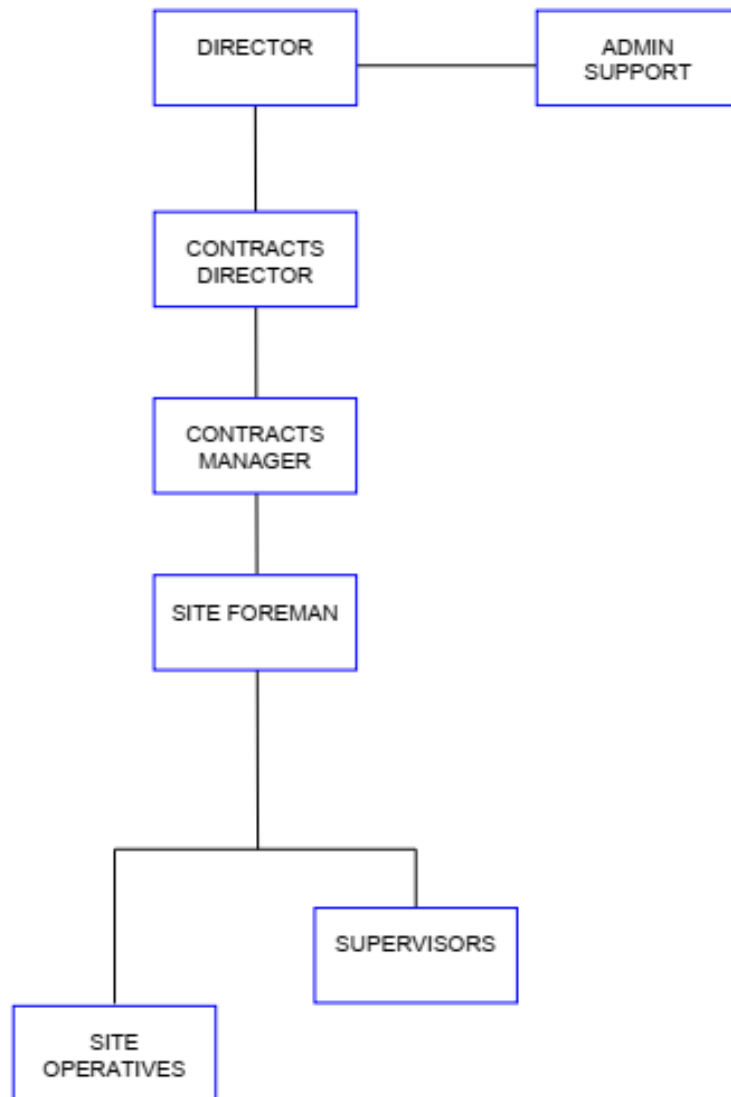 DIRECTOR
ADMIN
SUPPORT
CONTRACTS
DIRECTOR
CONTRACTS
MANAGER
SITE FOREMAN
SUPERVISORS
SITE
OPERATIVES